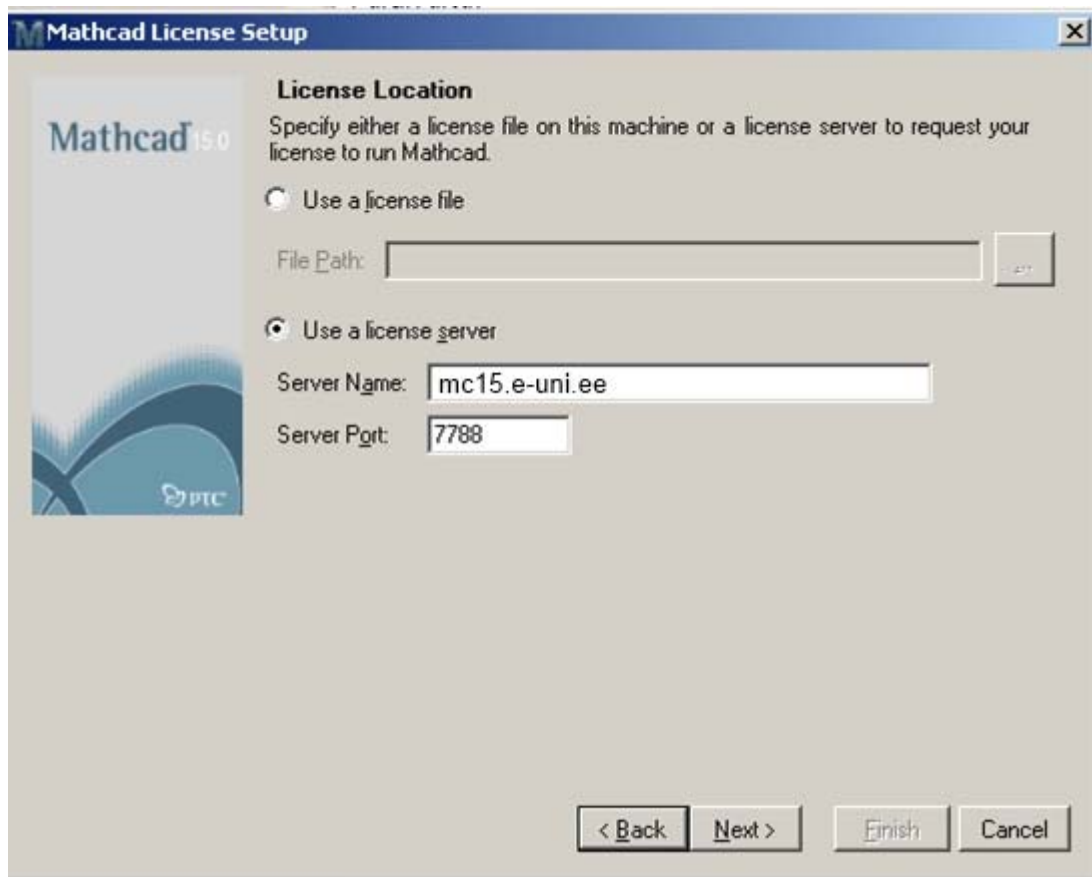 Mathcad License Setup
License Location
Specify either a license file on this machine or a license server to request your
license to run Mathcad.
Mathcad 15.0
Use a license file
File Path:
...
Use a license server
Server Name: mc15.e-uni.ee
Server Port: 7788
PTC
< Back Next > Finish Cancel